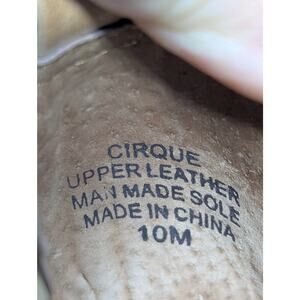 CIRQUE
UPPER LEATHER
MAN MADE SOLE
MADE IN CHINA
10M